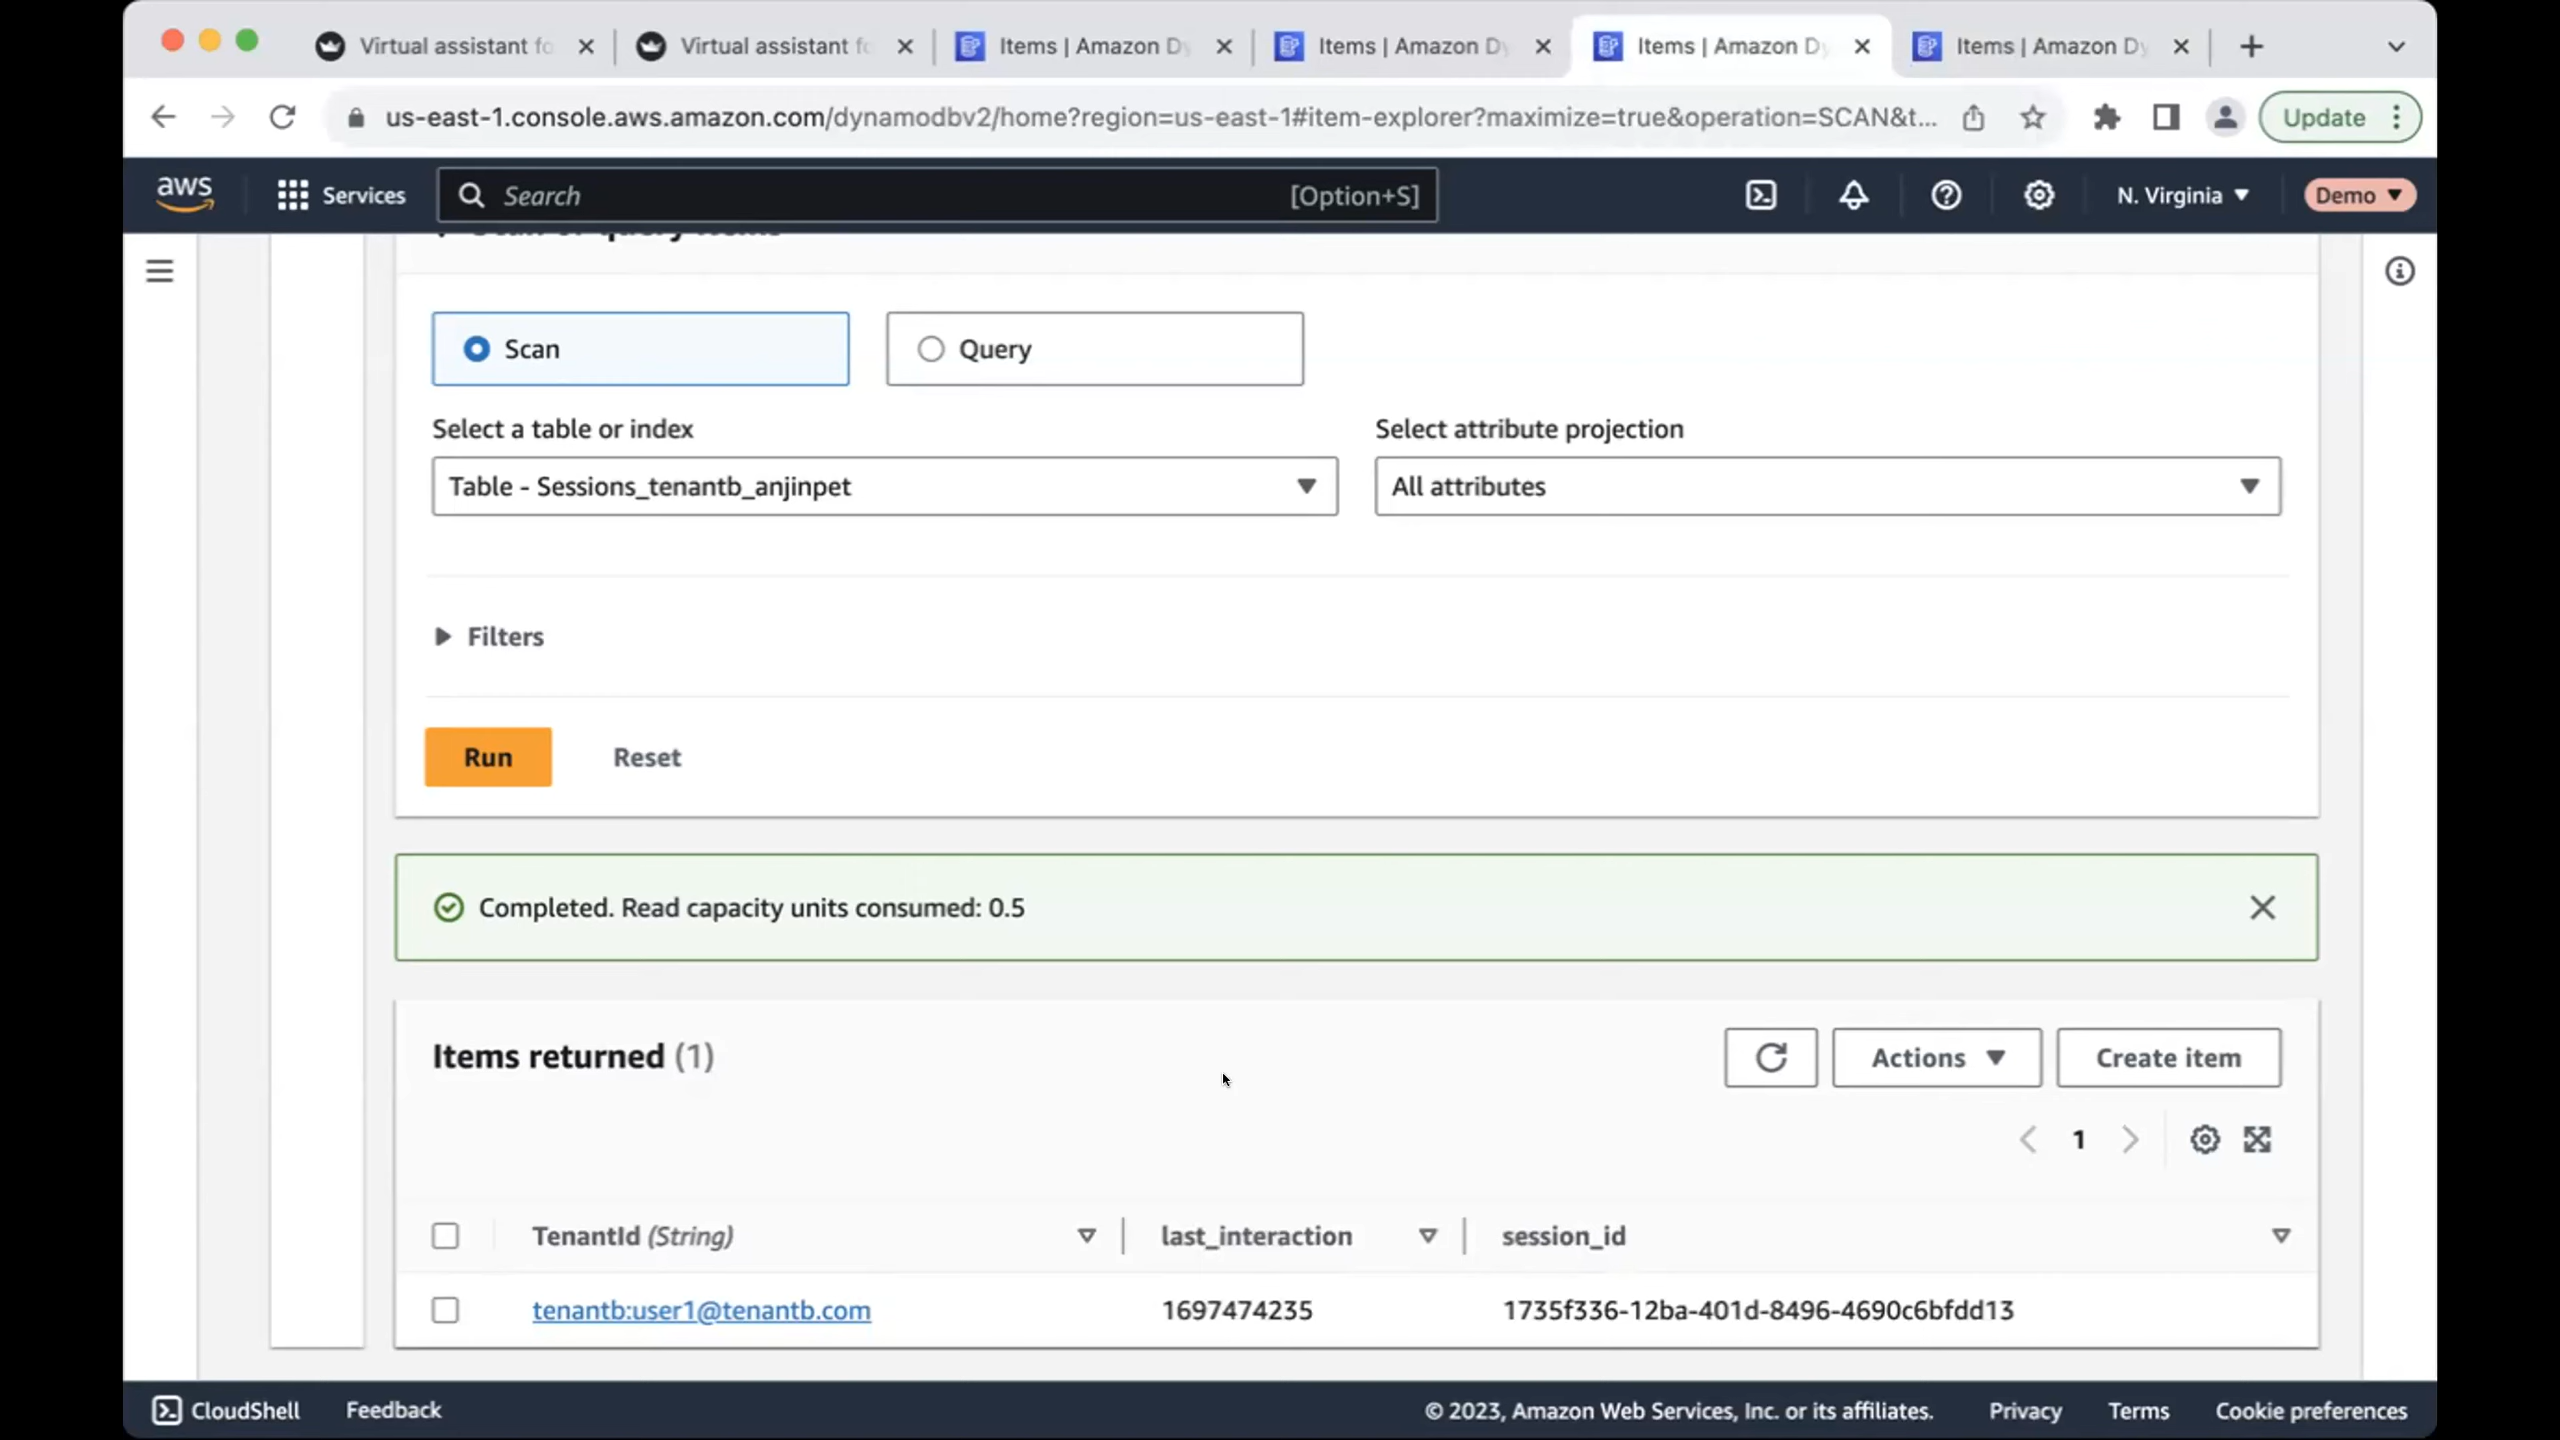 Virtual assistant fo
Virtual assistant fo
Items | Amazon Dy
Items | Amazon Dy
Items | Amazon Dy
Items | Amazon Dy
us-east-1.console.aws.amazon.com/dynamodbv2/home?region=us-east-1#item-explorer?maximize=true&operation=SCAN&t...
Update
aws
Services
Search
[Option+S]
N. Virginia
Demo
Scan or query items
Scan
Query
Select a table or index
Select attribute projection
Table - Sessions_tenantb_anjinpet
All attributes
Filters
Run
Reset
Completed. Read capacity units consumed: 0.5
Items returned (1)
Actions
Create item
1
TenantId (String)
last_interaction
session_id
tenantb:user1@tenantb.com
1697474235
1735f336-12ba-401d-8496-4690c6bfdd13
CloudShell
Feedback
© 2023, Amazon Web Services, Inc. or its affiliates.
Privacy
Terms
Cookie preferences